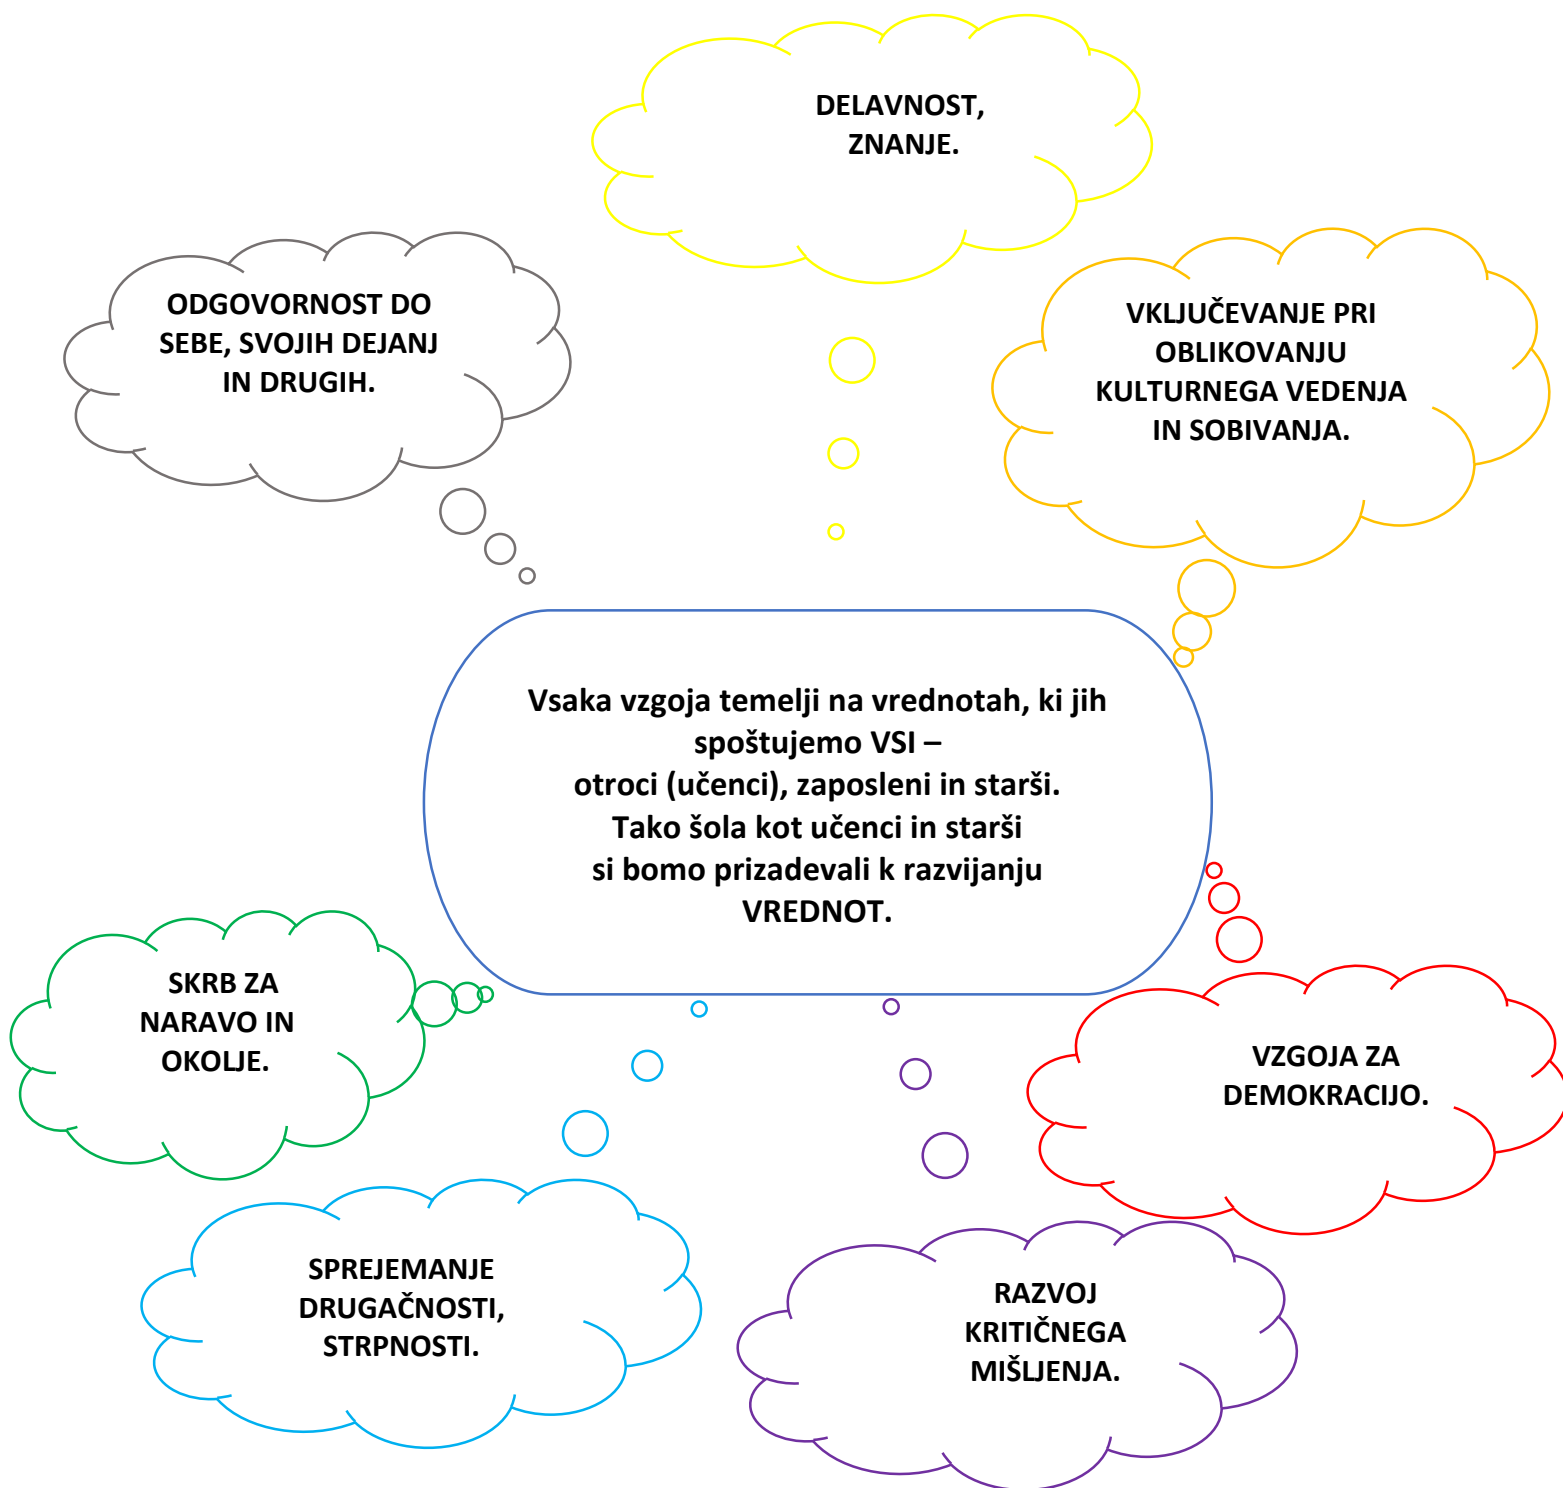 DELAVNOST,
ZNANJE.
ODGOVORNOST DO
SEBE, SVOJIH DEJANJ
IN DRUGIH.
VKLJUČEVANJE PRI
OBLIKOVANJU
KULTURNEGA VEDENJA
IN SOBIVANJA.
Vsaka vzgoja temelji na vrednotah, ki jih
spoštujemo VSI –
otroci (učenci), zaposleni in starši.
Tako šola kot učenci in starši
si bomo prizadevali k razvijanju
VREDNOT.
SKRB ZA
NARAVO IN
OKOLJE.
VZGOJA ZA
DEMOKRACIJO.
SPREJEMANJE
DRUGAČNOSTI,
STRPNOSTI.
RAZVOJ
KRITIČNEGA
MIŠLJENJA.